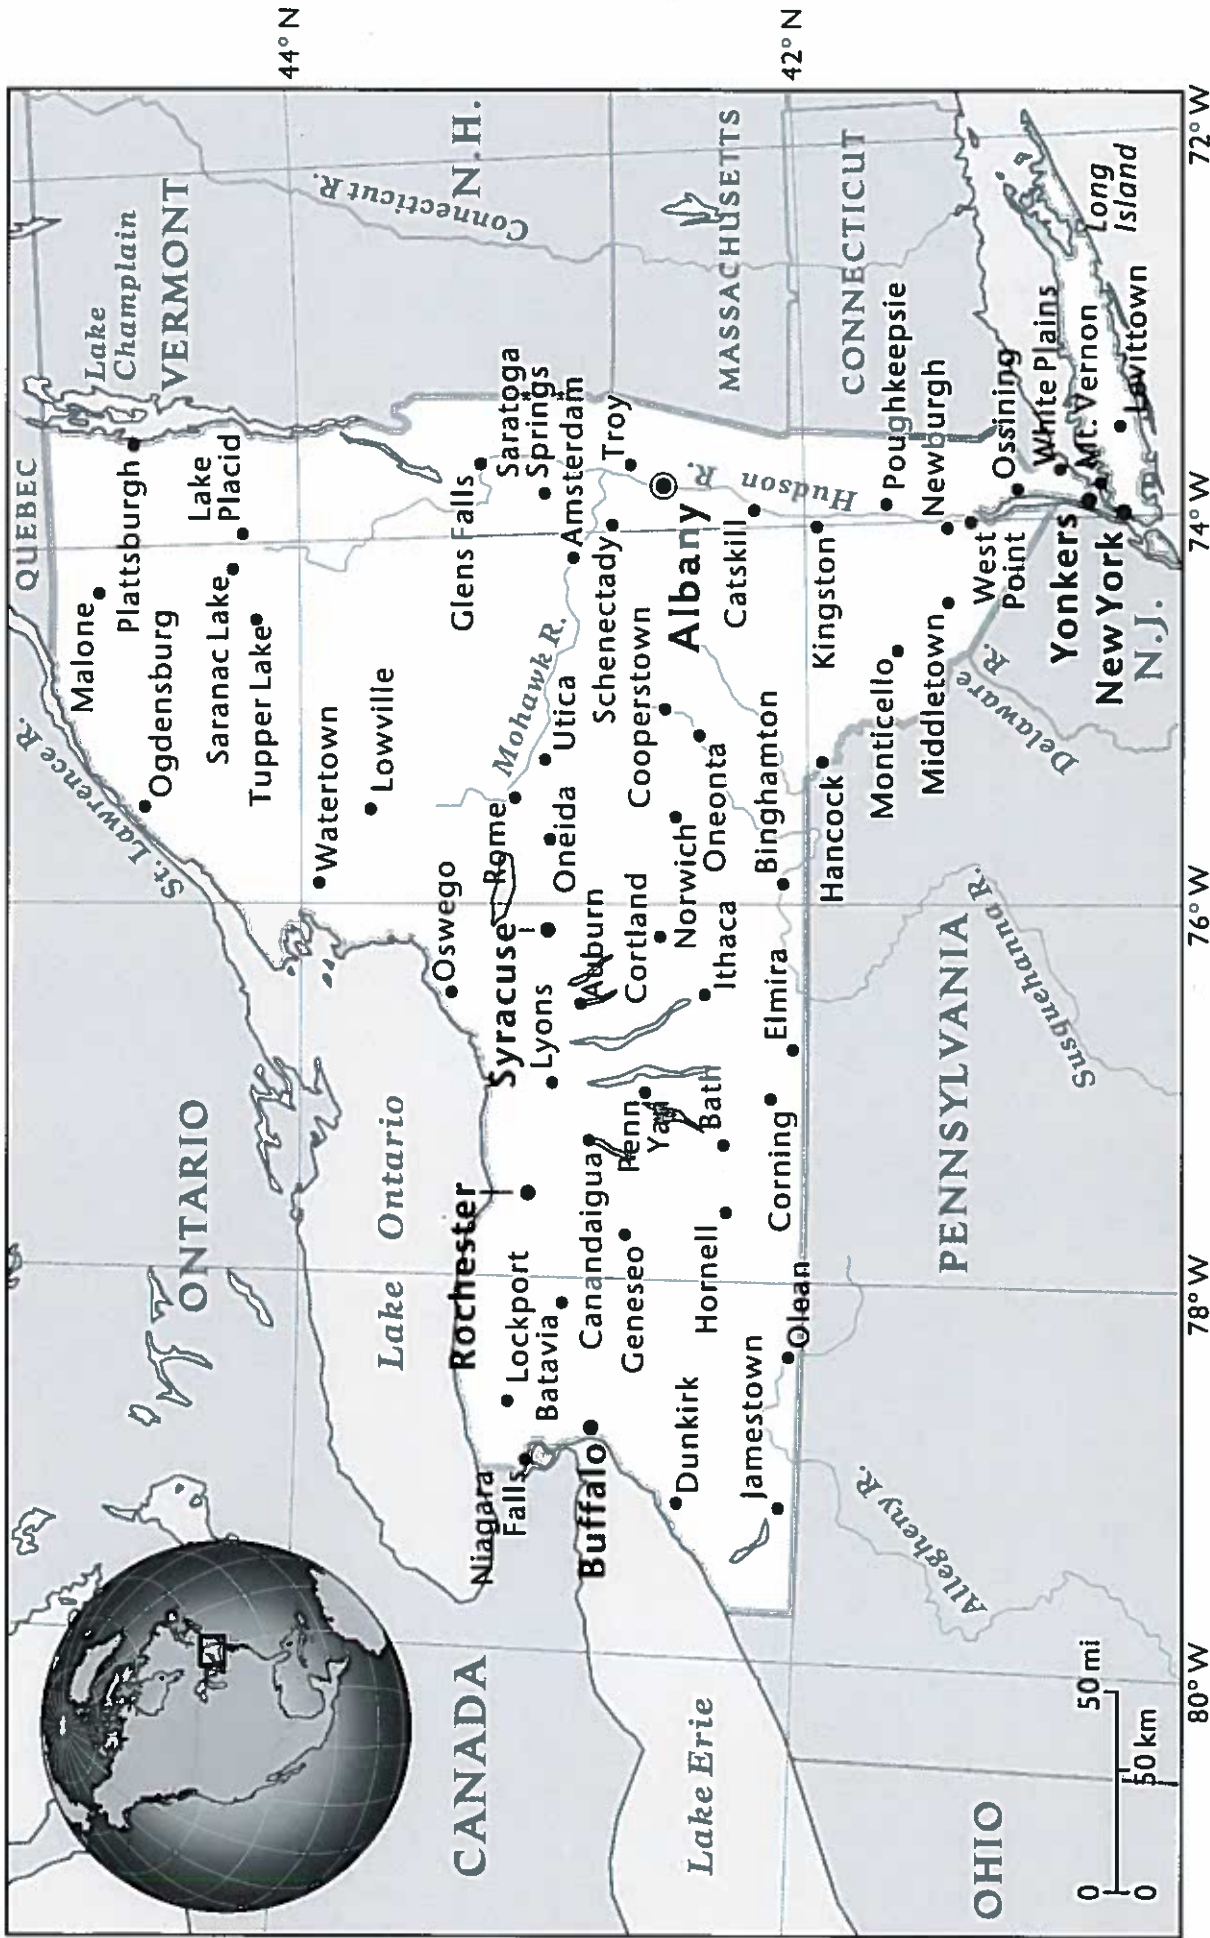 QUEBEC
St. Lawrence R.
Malone
Plattsburgh
Lake
Champlain
Ogdensburg
Lake
Placid
VERMONT
Saranac Lake
Tupper Lake
44° N
ONTARIO
Watertown
Lowville
Connecticut R.
N.H.
Lake Ontario
Oswego
Glens Falls
Saratoga
Springs
Rochester
Syracuse
Rome
Mohawk R.
Utica
Amsterdam
CANADA
Niagara
Falls
Lockport
Batavia
Lyons
Oneida
Schenectady
Troy
Buffalo
Canandaigua
Auburn
Cooperstown
Albany
Geneseo
Penn
Yan
Cortland
Norwich
Oneonta
Hudson R.
MASSACHUSETTS
Dunkirk
Hornell
Bath
Ithaca
Catskill
Lake Erie
Jamestown
Corning
Elmira
Binghamton
42° N
Olean
Hancock
Kingston
CONNECTICUT
Allegheny R.
Monticello
Poughkeepsie
Middletown
Newburgh
PENNSYLVANIA
Susquehanna R.
Delaware R.
West
Point
Ossining
OHIO
Yonkers
White Plains
New York
Mt. Vernon
N.J.
Levittown
Long
Island
0
50 mi
0
50 km
80° W
78° W
76° W
74° W
72° W